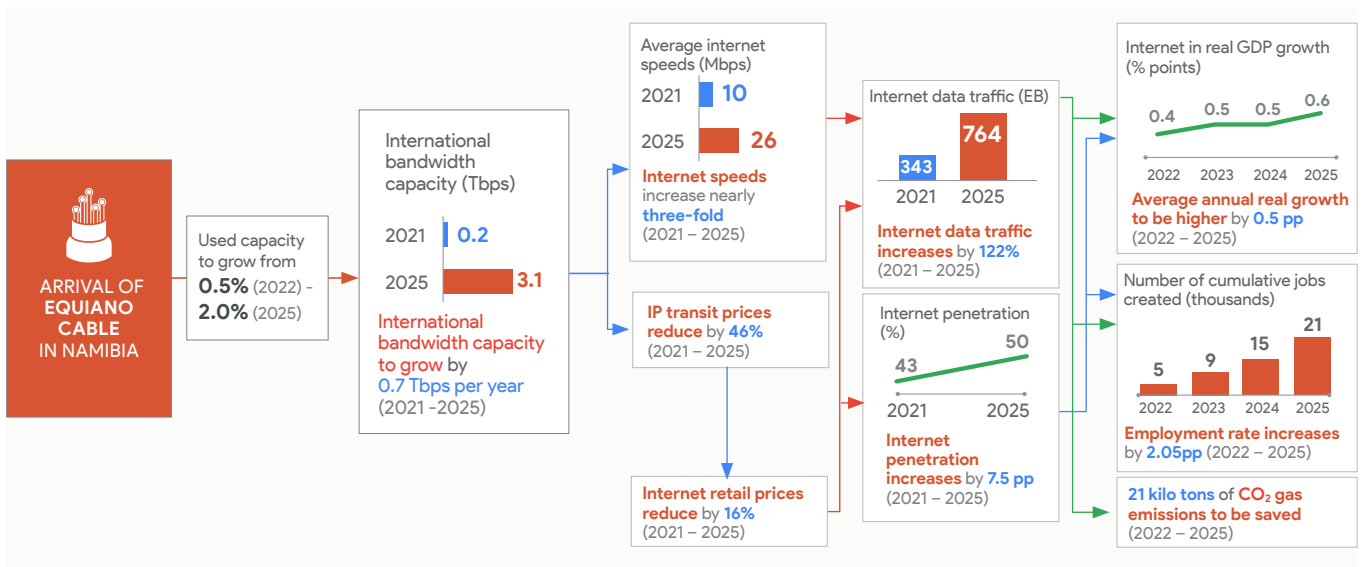 ARRIVAL OF
EQUIANO
CABLE
IN NAMIBIA
Used capacity
to grow from
0.5% (2022) -
2.0% (2025)
International
bandwidth
capacity (Tbps)
2021 0.2
2025 3.1
International
bandwidth capacity
to grow by
0.7 Tbps per year
(2021 -2025)
Average internet
speeds (Mbps)
2021 10
2025 26
Internet speeds
increase nearly
three-fold
(2021 – 2025)
IP transit prices
reduce by 46%
(2021 – 2025)
Internet retail prices
reduce by 16%
(2021 – 2025)
Internet data traffic (EB)
343 764
2021 2025
Internet data traffic
increases by 122%
(2021 – 2025)
Internet penetration
(%)
43 50
2021 2025
Internet
penetration
increases by 7.5 pp
(2021 – 2025)
Internet in real GDP growth
(% points)
0.4 0.5 0.5 0.6
2022 2023 2024 2025
Average annual real growth
to be higher by 0.5 pp
(2022 – 2025)
Number of cumulative jobs
created (thousands)
5 9 15 21
2022 2023 2024 2025
Employment rate increases
by 2.05pp (2022 – 2025)
21 kilo tons of CO₂ gas
emissions to be saved
(2022 – 2025)